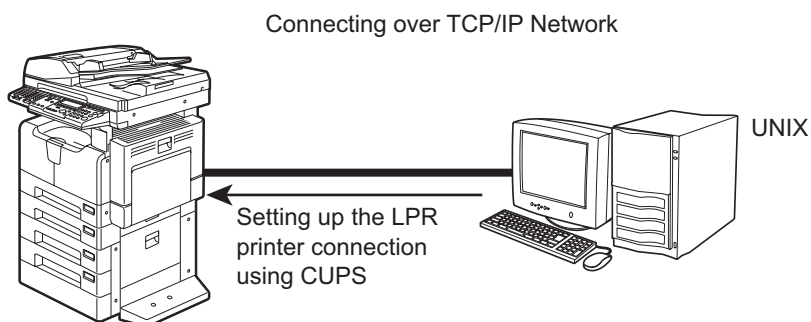 Connecting over TCP/IP Network
UNIX
Setting up the LPR
printer connection
using CUPS